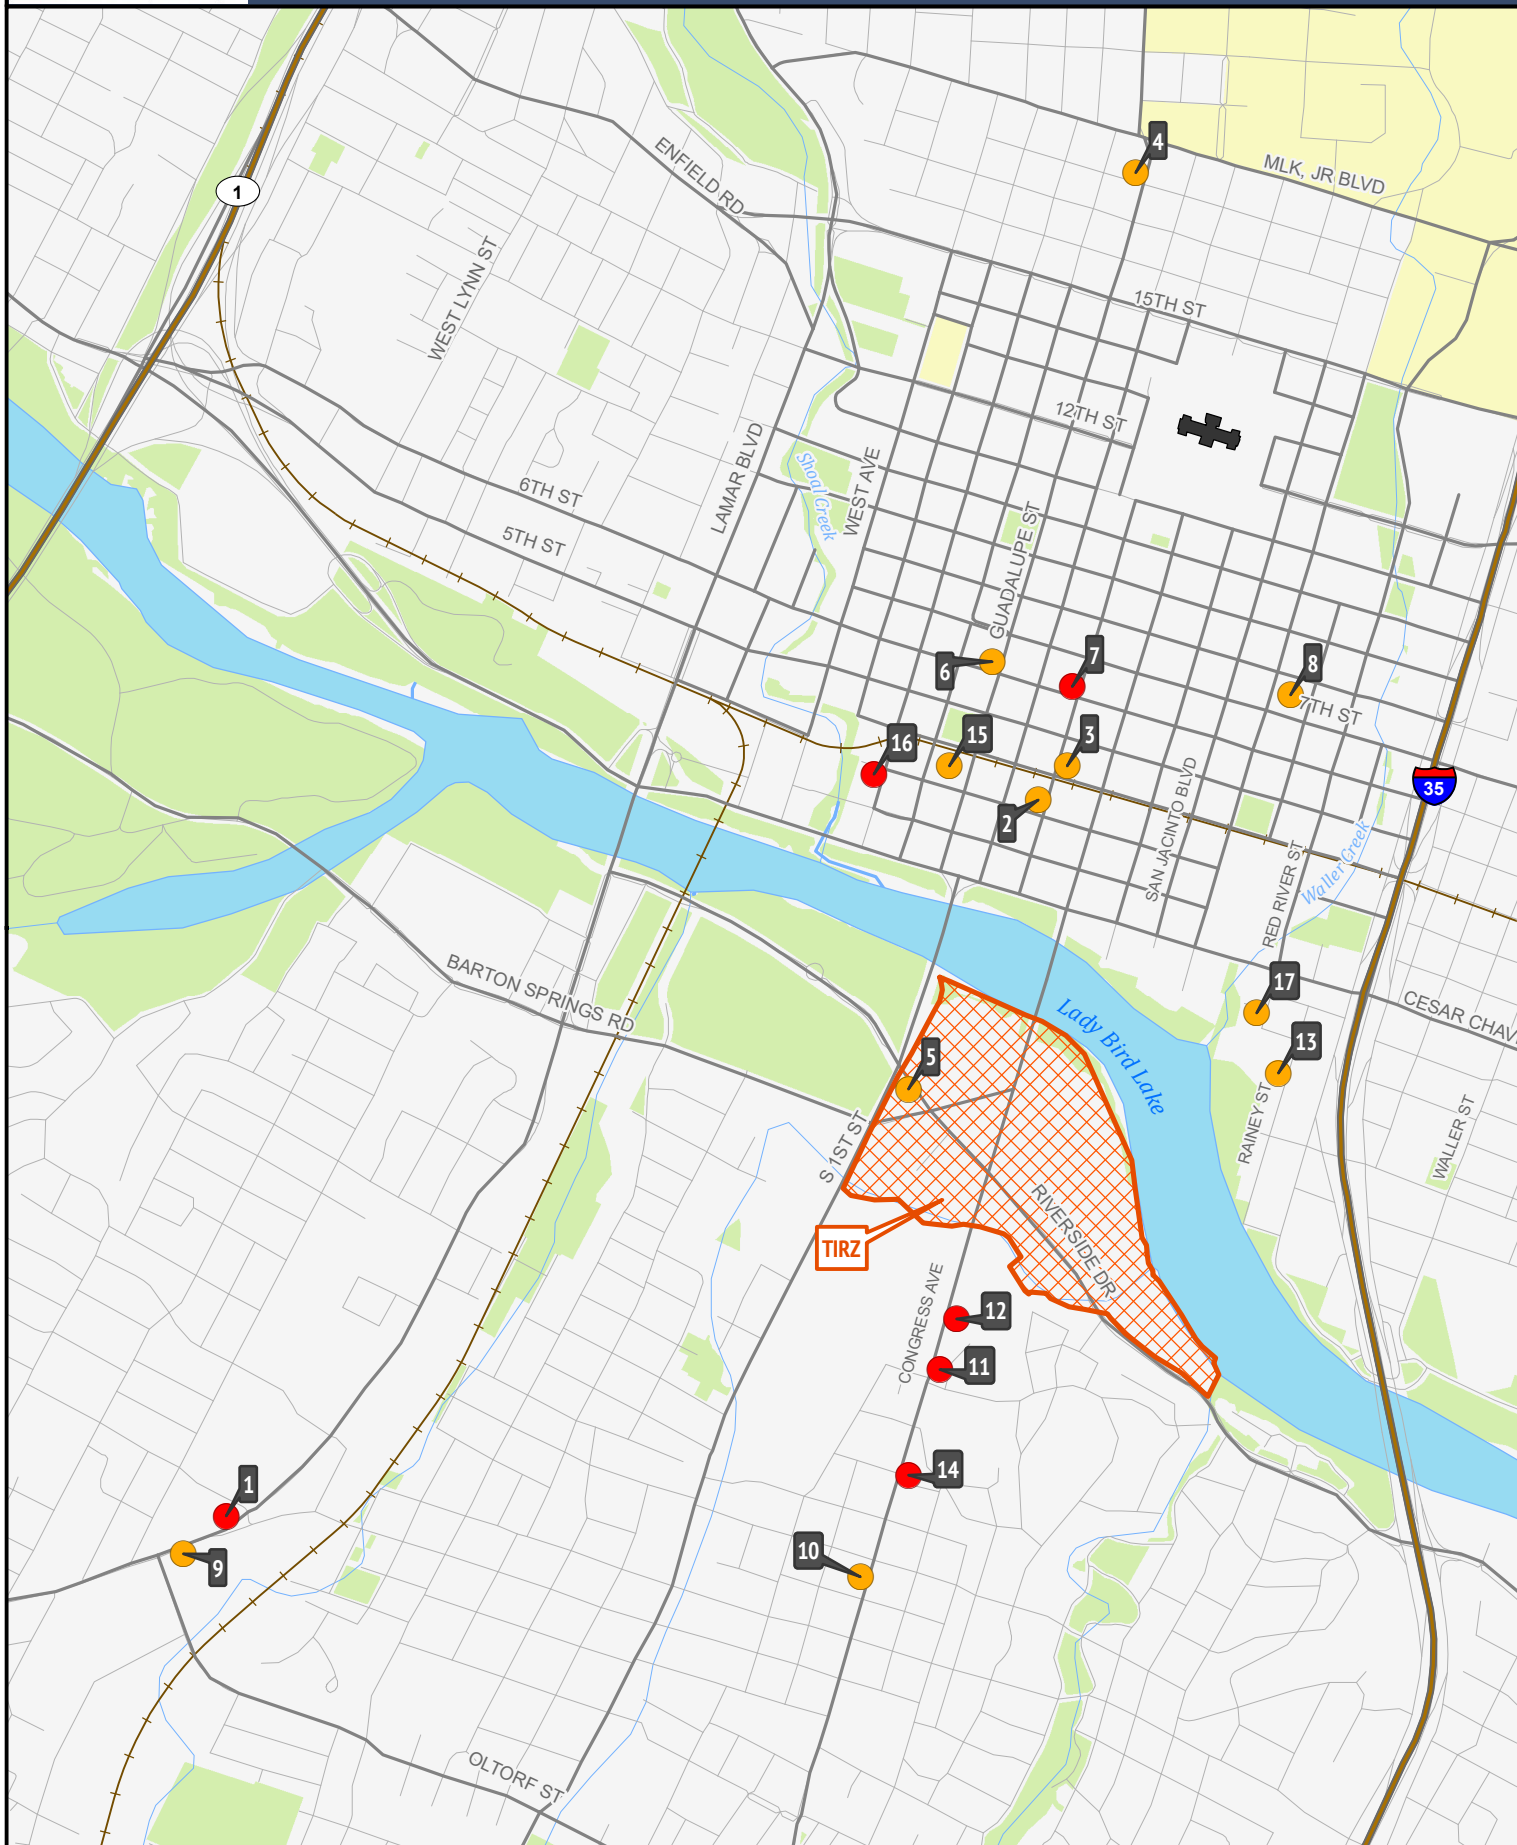 4
MLK, JR BLVD
ENFIELD RD
1
WEST LYNN ST
15TH ST
12TH ST
LAMAR BLVD
Shoal Creek
WEST AVE
6TH ST
5TH ST
GUADALUPE ST
6
7
8
7TH ST
16
15
3
2
35
SAN JACINTO BLVD
RED RIVER ST
Waller Creek
BARTON SPRINGS RD
17
CESAR CHAV
13
Lady Bird Lake
5
RAINEY ST
WALLER ST
S 1ST ST
RIVERSIDE DR
TIRZ
CONGRESS AVE
12
11
14
1
9
10
OLTORF ST